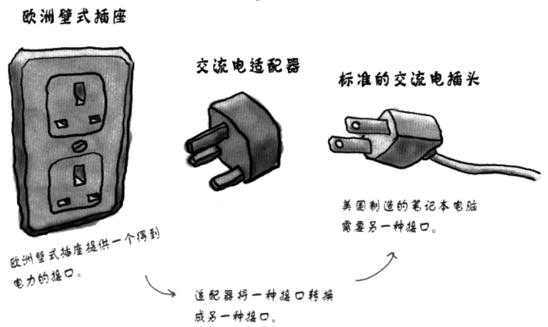 欧洲壁式插座
交流电适配器
标准的交流电插头
美国制造的笔记本电脑
需要另一种接口。
欧洲壁式插座提供一个得到
电力的接口。
适配器将一种接口转换
成另一种接口。